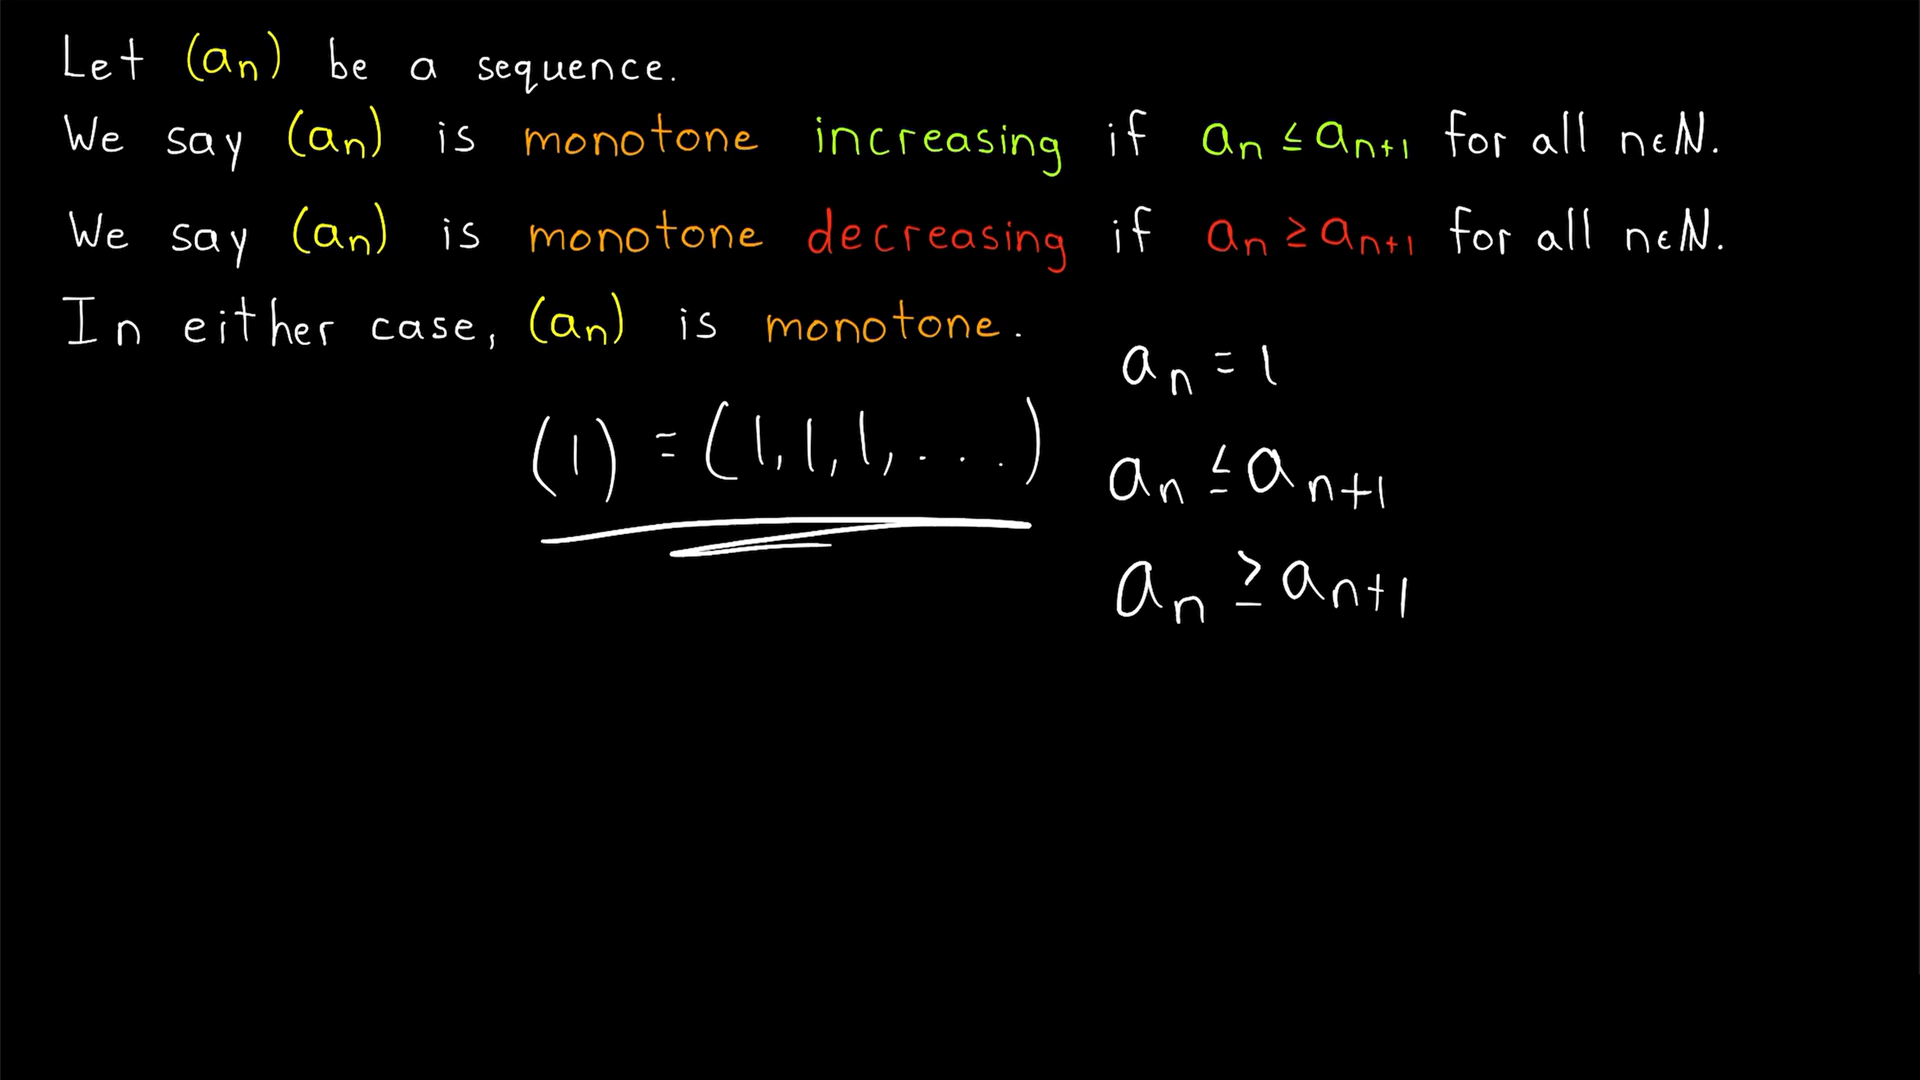 Let (aₙ) be a sequence.
We say (aₙ) is monotone increasing if aₙ ≤ aₙ₊₁ for all n∈ℕ.
We say (aₙ) is monotone decreasing if aₙ ≥ aₙ₊₁ for all n∈ℕ.
In either case, (aₙ) is monotone.
aₙ = 1
(1) = (1,1,1,...)
aₙ ≤ aₙ₊₁
aₙ ≥ aₙ₊₁